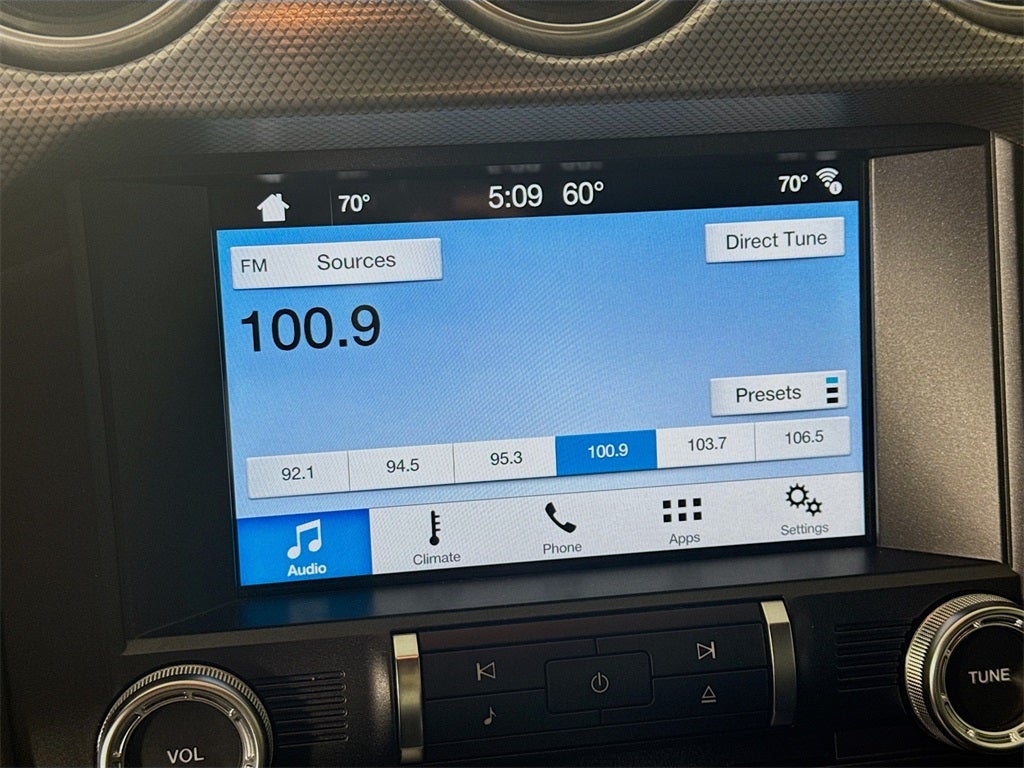 70° 5:09 60° 70°
FM Sources Direct Tune
100.9
Presets
92.1 94.5 95.3 100.9 103.7 106.5
Audio Climate Phone Apps Settings
VOL TUNE